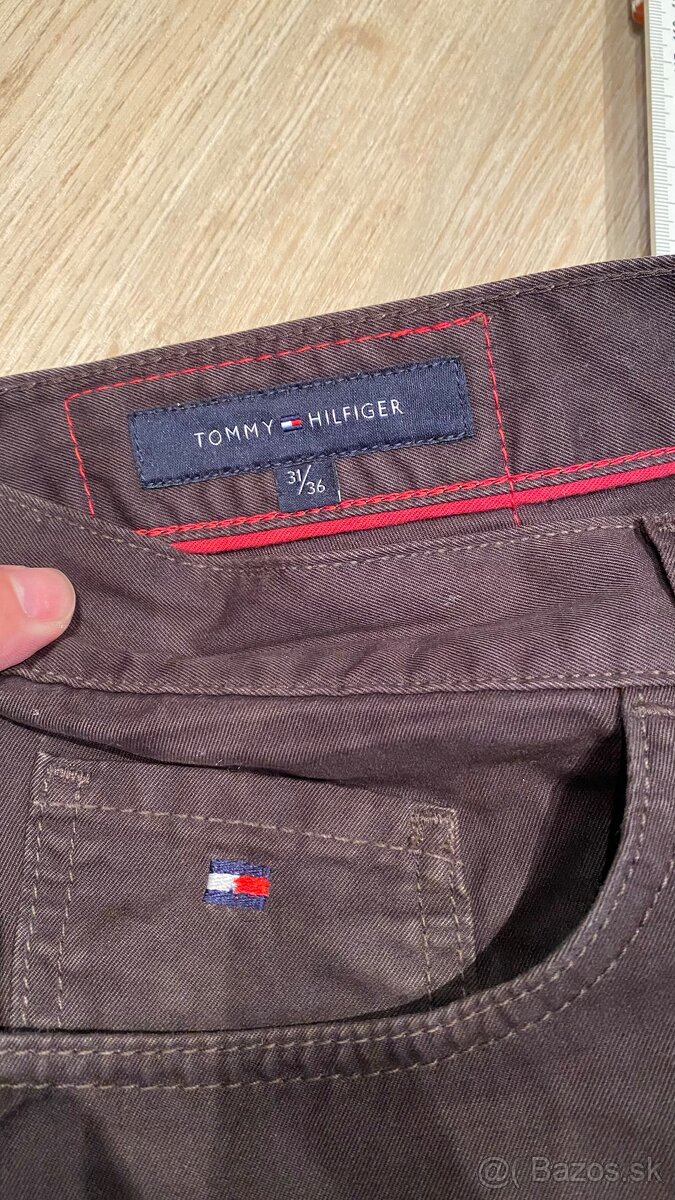 TOMMY HILFIGER
31/36
@( Bazos.sk